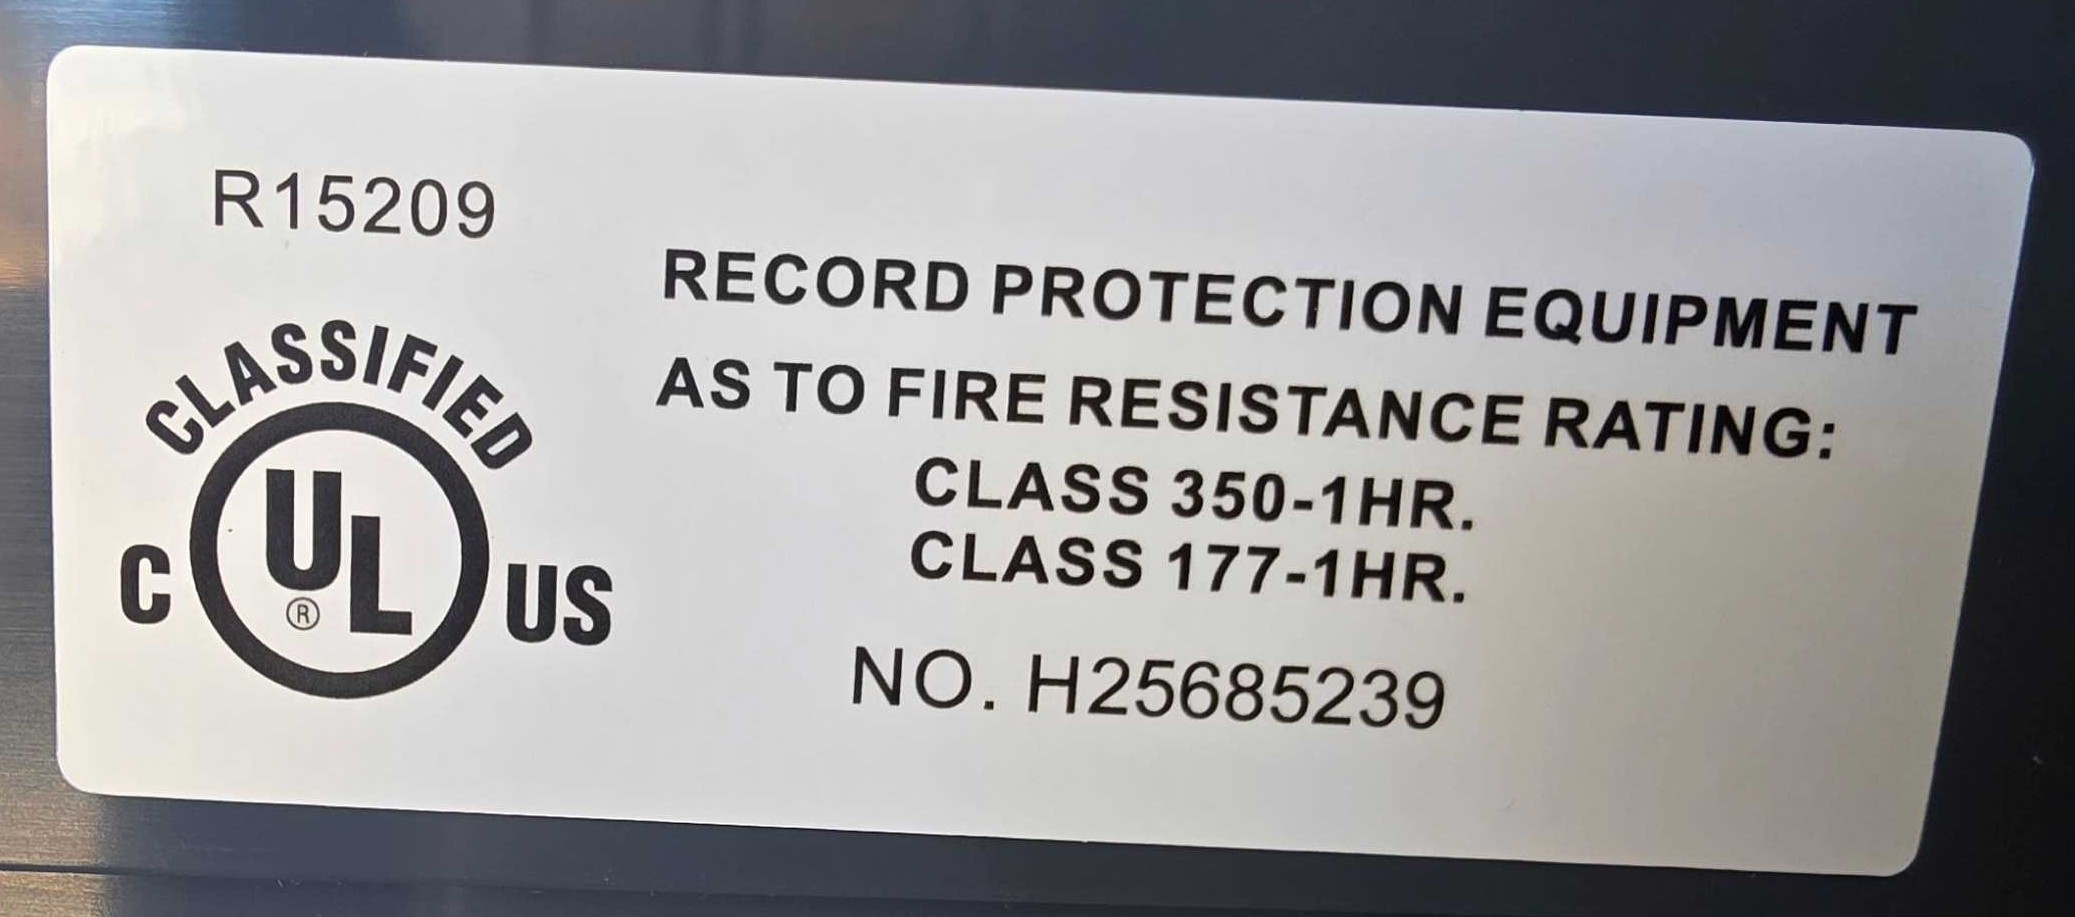 R15209
CLASSIFIED
C UL US
®
RECORD PROTECTION EQUIPMENT
AS TO FIRE RESISTANCE RATING:
CLASS 350-1HR.
CLASS 177-1HR.
NO. H25685239